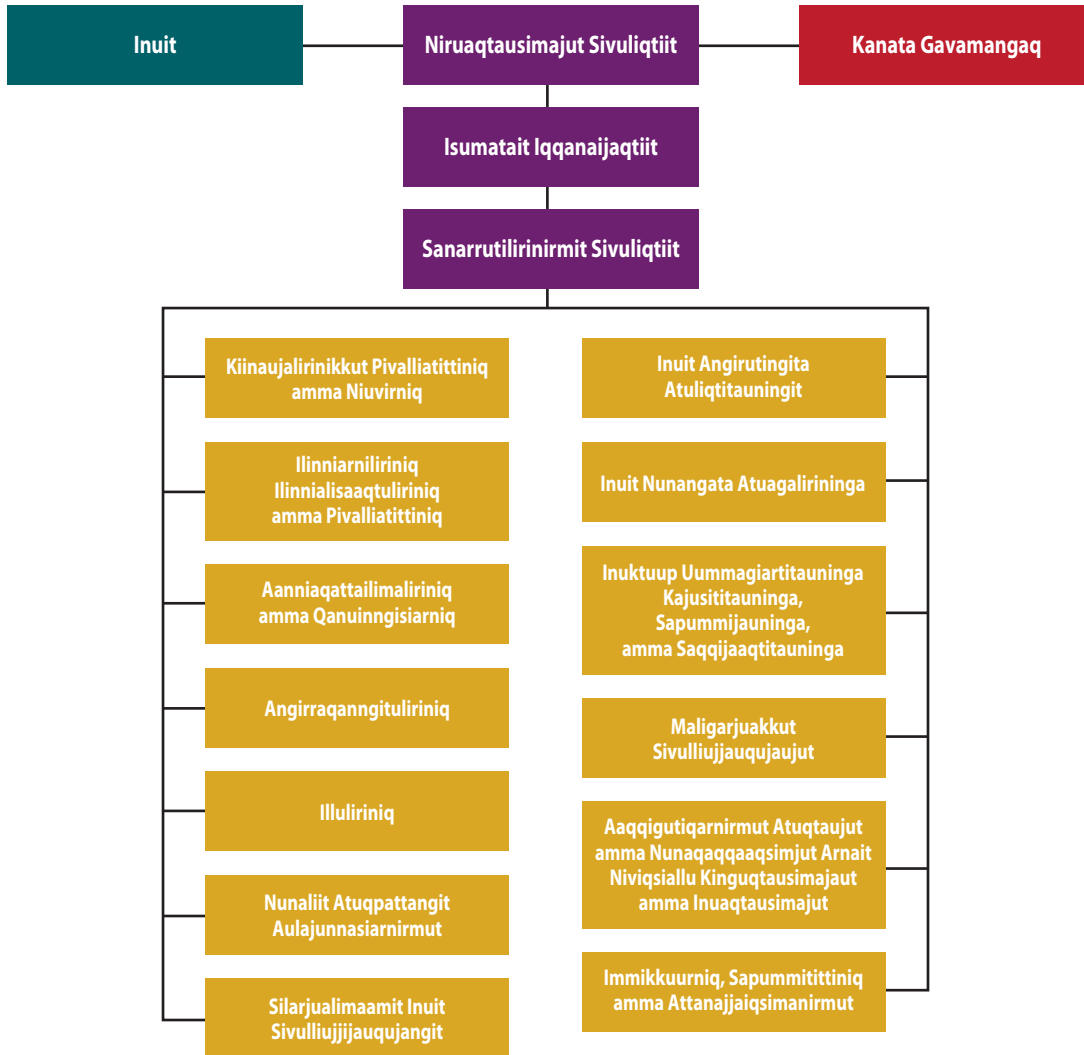 Inuit
Niruaqtausimajut Sivuliqtiit
Kanata Gavamangaq
Isumatait Iqqanaijaqtiit
Sanarrutilirinirmit Sivuliqtiit
Kiinaujalirinikkut Pivalliatittiniq
amma Niuvirniq
Ilinniarniliriniq
Ilinnialisaaqtuliriniq
amma Pivalliatittiniq
Aanniaqattailimaliriniq
amma Qanuinngisiarniq
Angirraqanngituliriniq
Illuliriniq
Nunaliit Atuqpattangit
Aulajunnasiarnirmut
Silarjualimaamit Inuit
Sivulliujjijauqujangit
Inuit Angirutingita
Atuliqtitauningit
Inuit Nunangata Atuagalirininga
Inuktuup Uummagiartitauninga
Kajusititauninga,
Sapummijauninga,
amma Saqqijaaqtitauninga
Maligarjuakkut
Sivulliujjauqujaujut
Aaqqigutiqarnirmut Atuqtaujut
amma Nunaqaqqaaqsimjut Arnait
Niviqsiallu Kinguqtausimajaut
amma Inuaqtausimajut
Immikkuurniq, Sapummitittiniq
amma Attanajjaiqsimanirmut